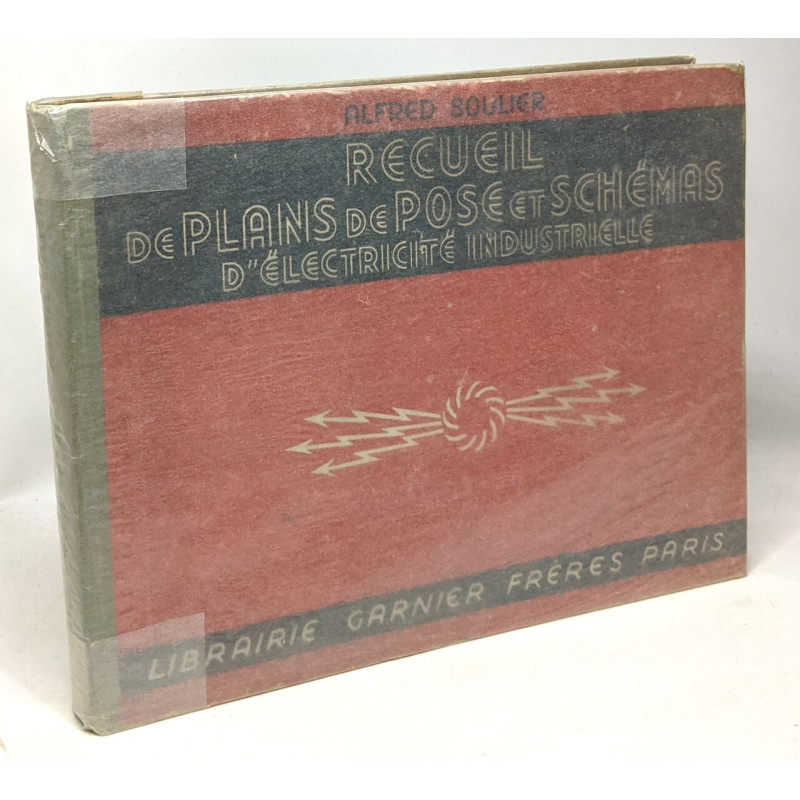 ALFRED SOULIER
RECUEIL
DE PLANS DE POSE ET SCHÉMAS
D"ÉLECTRICITÉ INDUSTRIELLE
LIBRAIRIE GARNIER FRÈRES PARIS